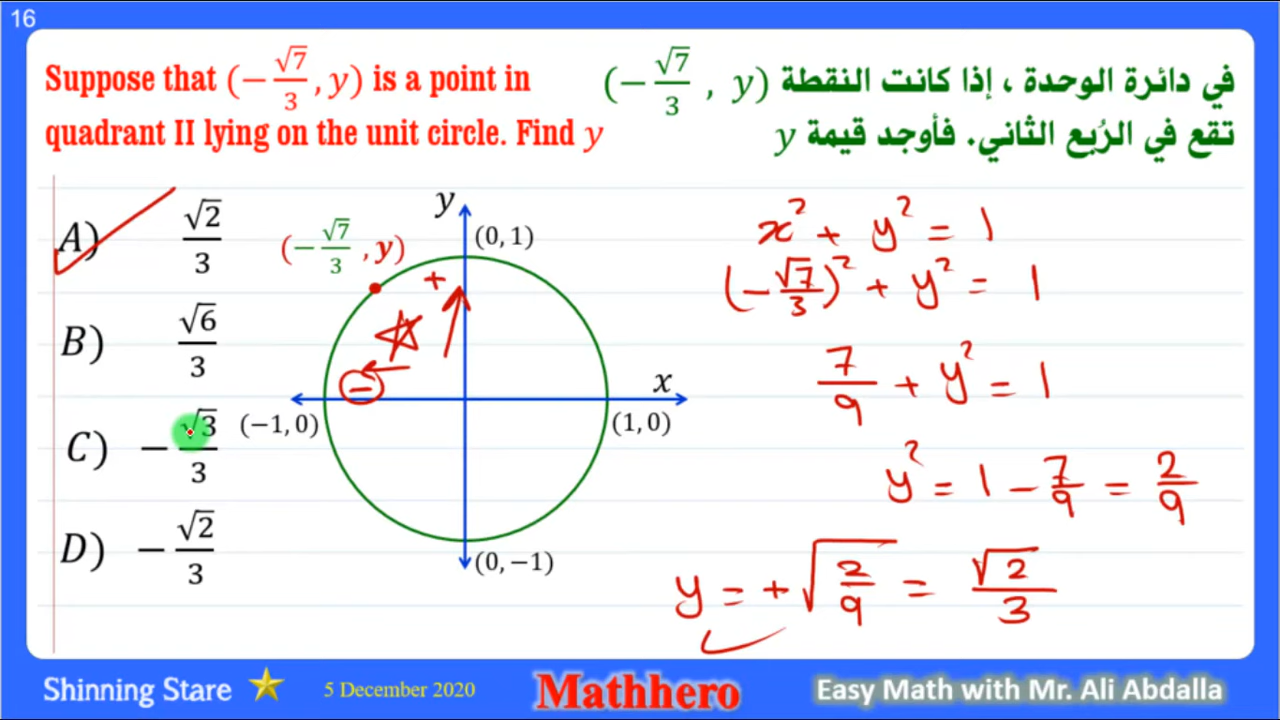 16
Suppose that (−√7/3, y) is a point in
quadrant II lying on the unit circle. Find y
في دائرة الوحدة ، إذا كانت النقطة (−√7/3 , y)
تقع في الرُبع الثاني. فأوجد قيمة y
A) √2/3
B) √6/3
C) −√3/3
D) −√2/3
y
(−√7/3, y)
(0, 1)
+
−
x
(−1, 0)
(1, 0)
(0, −1)
x² + y² = 1
(−√7/3)² + y² = 1
7/9 + y² = 1
y² = 1 − 7/9 = 2/9
y = +√(2/9) = √2/3
Shinning Stare
5 December 2020
Mathhero
Easy Math with Mr. Ali Abdalla